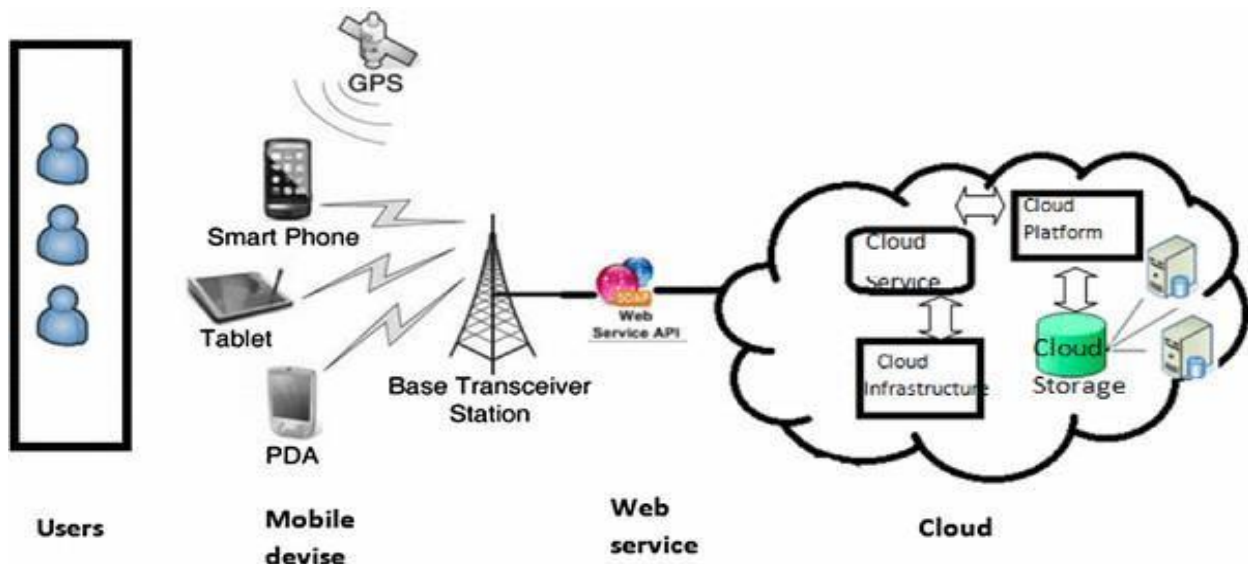 GPS
Smart Phone
Tablet
PDA
Base Transceiver
Station
SOAP
Web
Service API
Cloud
Service
Cloud
Platform
Cloud
Infrastructure
Cloud
Storage
Users
Mobile
devise
Web
service
Cloud